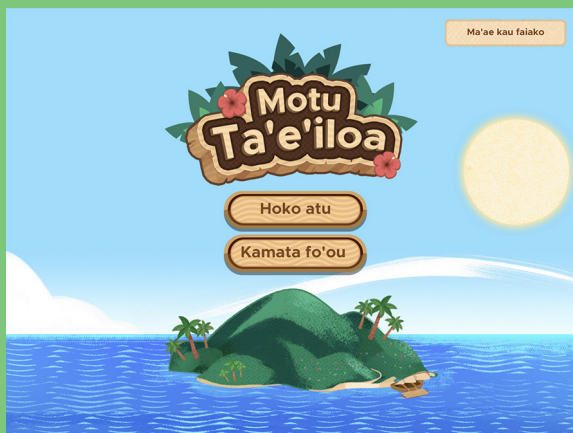 Ma'ae kau faiako
Motu
Ta'e'iloa
Hoko atu
Kamata fo'ou